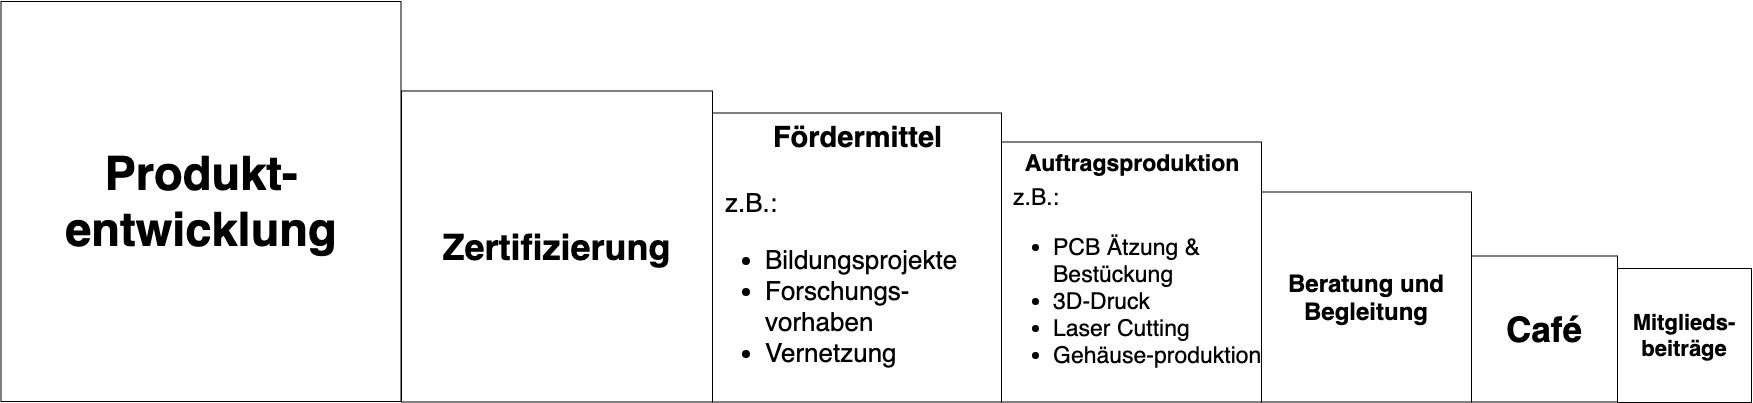 Produkt-
entwicklung
Zertifizierung
Fördermittel
z.B.:
• Bildungsprojekte
• Forschungs-
vorhaben
• Vernetzung
Auftragsproduktion
z.B.:
• PCB Ätzung &
Bestückung
• 3D-Druck
• Laser Cutting
• Gehäuse-produktion
Beratung und
Begleitung
Café
Mitglieds-
beiträge